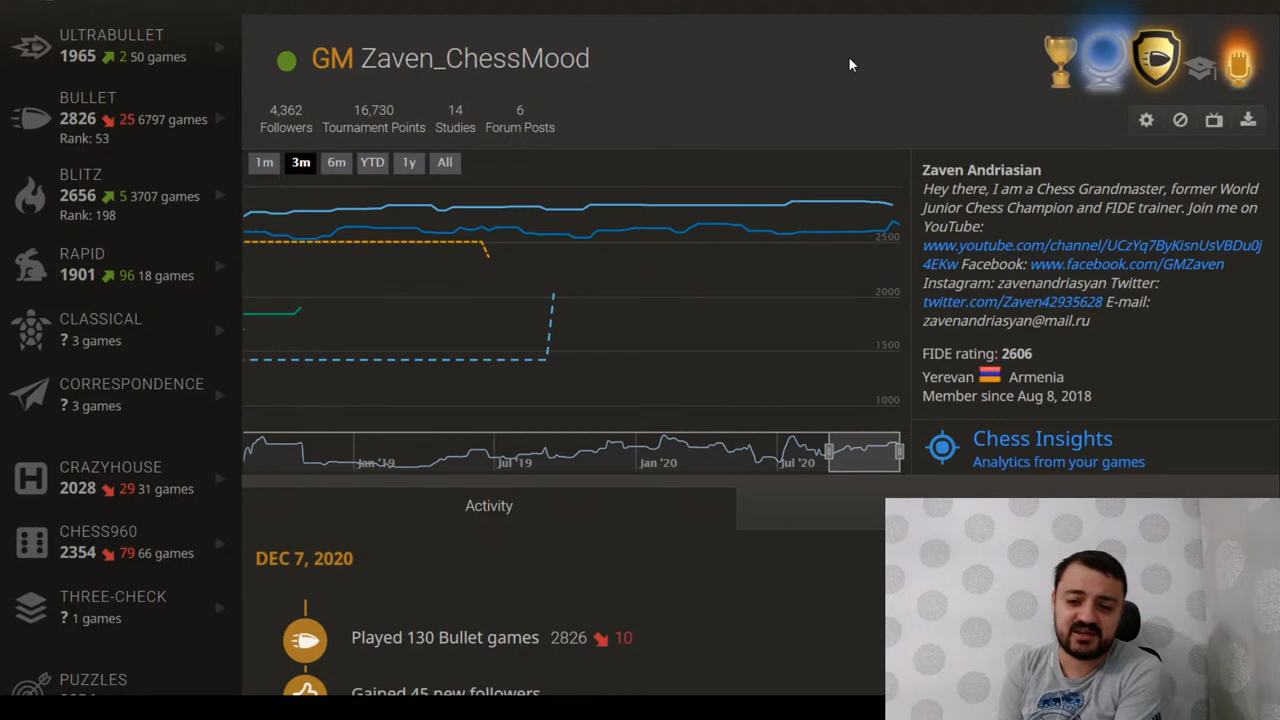 ULTRABULLET
1965 2 50 games
BULLET
2826 25 6797 games
Rank: 53
BLITZ
2656 5 3707 games
Rank: 198
RAPID
1901 96 18 games
CLASSICAL
? 3 games
CORRESPONDENCE
? 3 games
CRAZYHOUSE
2028 29 31 games
CHESS960
2354 79 66 games
THREE-CHECK
? 1 games
PUZZLES
GM Zaven_ChessMood
4,362 16,730 14 6
Followers Tournament Points Studies Forum Posts
1m 3m 6m YTD 1y All
2500
2000
1500
1000
Jan '19 Jul '19 Jan '20 Jul '20
Zaven Andriasian
Hey there, I am a Chess Grandmaster, former World
Junior Chess Champion and FIDE trainer. Join me on
YouTube:
www.youtube.com/channel/UCzYq7ByKisnUsVBDu0j
4EKw Facebook: www.facebook.com/GMZaven
Instagram: zavenandriasyan Twitter:
twitter.com/Zaven42935628 E-mail:
zavenandriasyan@mail.ru
FIDE rating: 2606
Yerevan Armenia
Member since Aug 8, 2018
Chess Insights
Analytics from your games
Activity
DEC 7, 2020
Played 130 Bullet games 2826 10
Gained 45 new followers